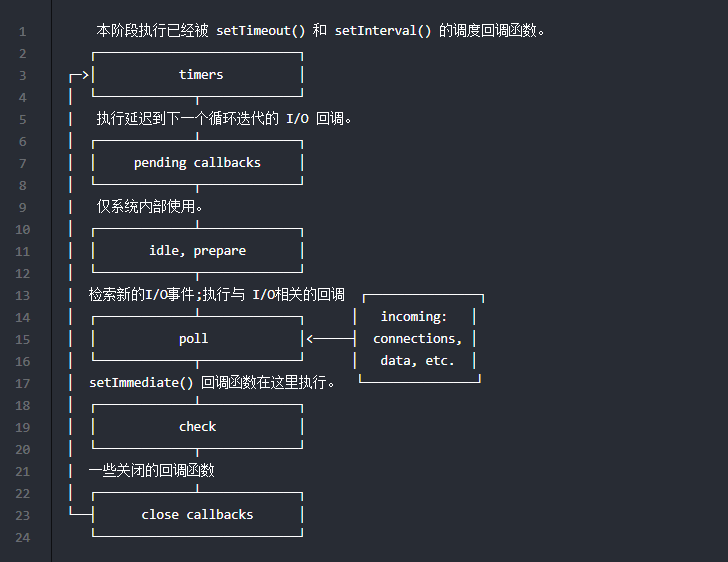 1 本阶段执行已经被 setTimeout() 和 setInterval() 的调度回调函数。
2
3 timers
4
5 执行延迟到下一个循环迭代的 I/O 回调。
6
7 pending callbacks
8
9 仅系统内部使用。
10
11 idle, prepare
12
13 检索新的I/O事件;执行与 I/O相关的回调
14 incoming:
15 poll connections,
16 data, etc.
17 setImmediate() 回调函数在这里执行。
18
19 check
20
21 一些关闭的回调函数
22
23 close callbacks
24